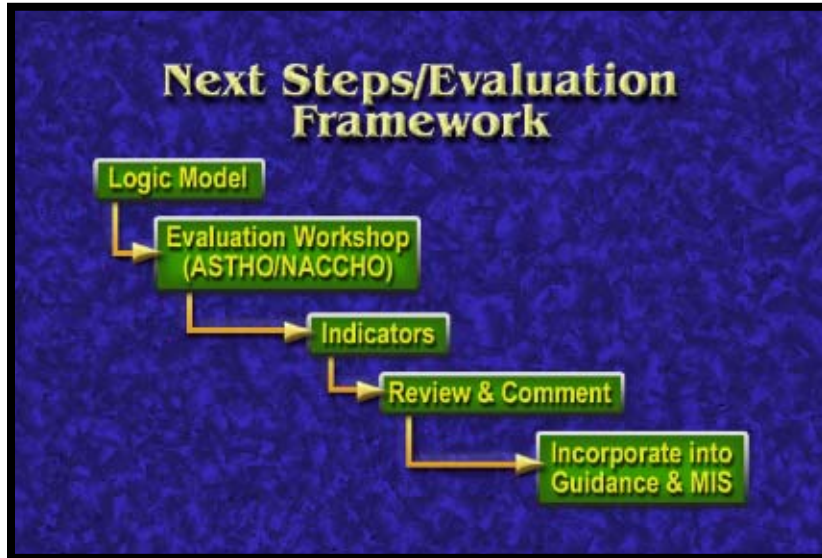 Next Steps/Evaluation
Framework
Logic Model
Evaluation Workshop
(ASTHO/NACCHO)
Indicators
Review & Comment
Incorporate into
Guidance & MIS